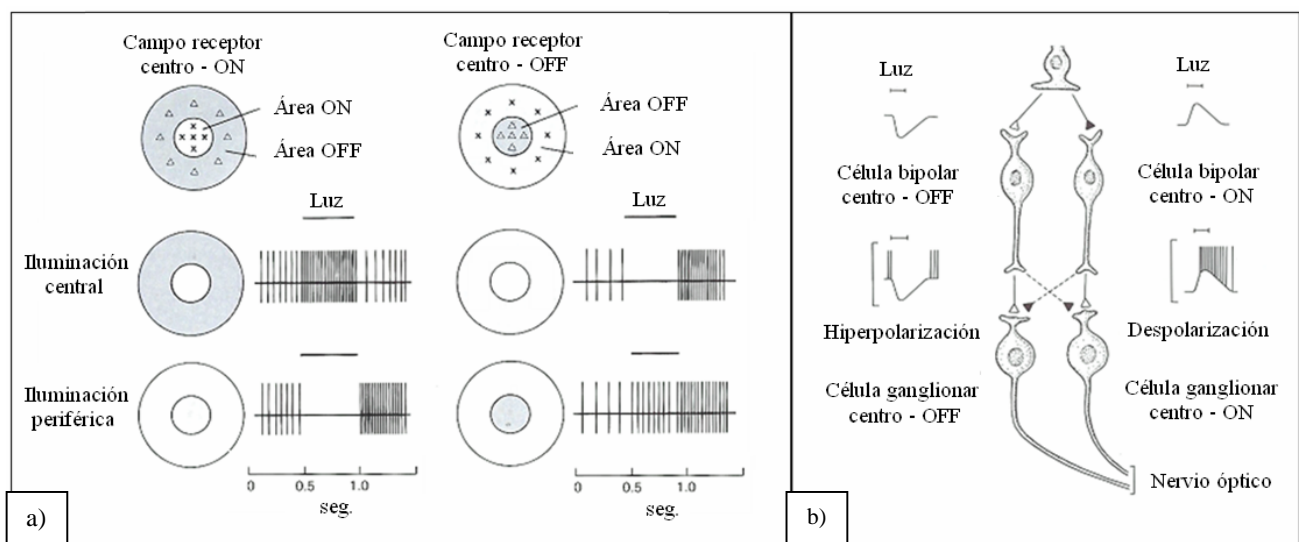 Campo receptor
centro - ON
Campo receptor
centro - OFF
Área ON
Área OFF
Área OFF
Área ON
Luz
Luz
Iluminación
central
Iluminación
periférica
0
0.5
1.0
seg.
0
0.5
1.0
seg.
a)
Luz
Luz
Célula bipolar
centro - OFF
Célula bipolar
centro - ON
Hiperpolarización
Despolarización
Célula ganglionar
centro - OFF
Célula ganglionar
centro - ON
Nervio óptico
b)